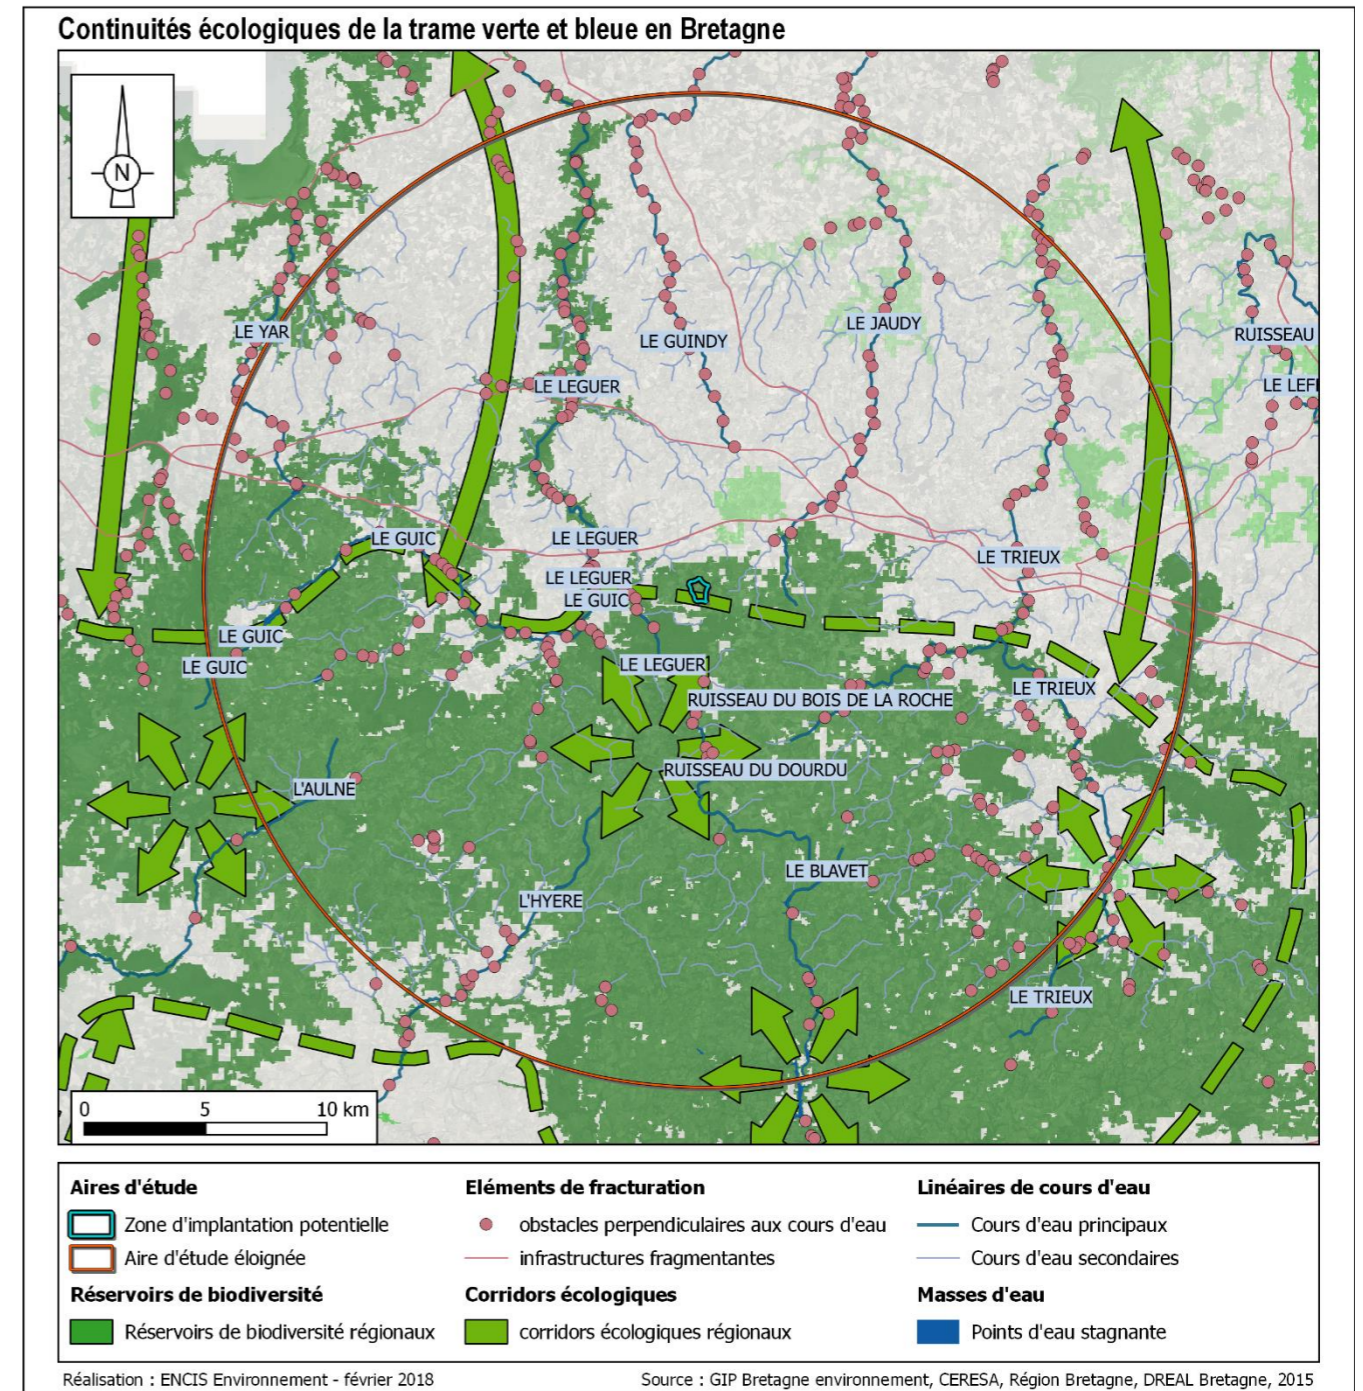 Continuités écologiques de la trame verte et bleue en Bretagne
N
LE YAR
LE GUINDY
LE JAUDY
RUISSEAU
LE LEGUER
LE LEF
LE GUIC
LE LEGUER
LE TRIEUX
LE LEGUER
LE GUIC
LE GUIC
LE GUIC
LE LEGUER
LE TRIEUX
RUISSEAU DU BOIS DE LA ROCHE
RUISSEAU DU DOURDU
L'AULNE
LE BLAVET
L'HYERE
LE TRIEUX
0 5 10 km
Aires d'étude
Zone d'implantation potentielle
Aire d'étude éloignée
Réservoirs de biodiversité
Réservoirs de biodiversité régionaux
Eléments de fracturation
obstacles perpendiculaires aux cours d'eau
infrastructures fragmentantes
Corridors écologiques
corridors écologiques régionaux
Linéaires de cours d'eau
Cours d'eau principaux
Cours d'eau secondaires
Masses d'eau
Points d'eau stagnante
Réalisation : ENCIS Environnement - février 2018
Source : GIP Bretagne environnement, CERESA, Région Bretagne, DREAL Bretagne, 2015